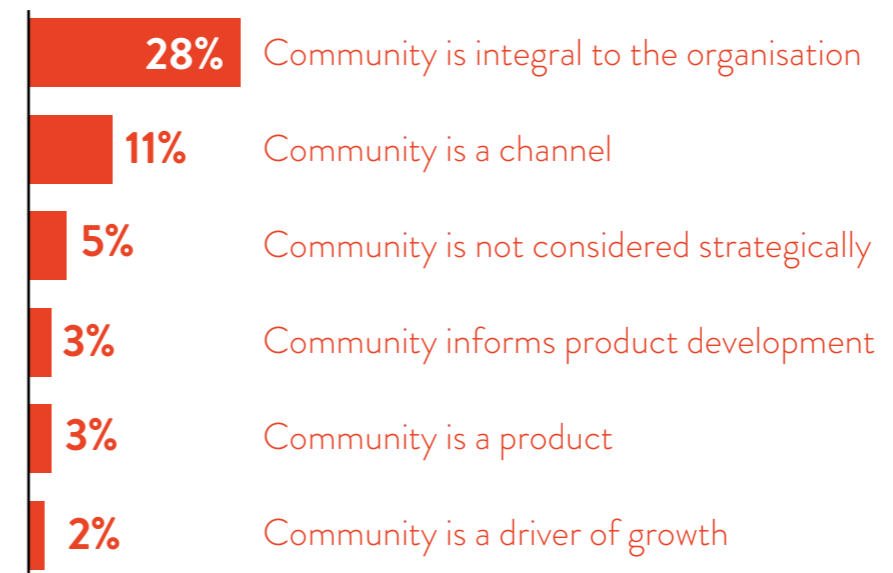 28% Community is integral to the organisation
11% Community is a channel
5% Community is not considered strategically
3% Community informs product development
3% Community is a product
2% Community is a driver of growth